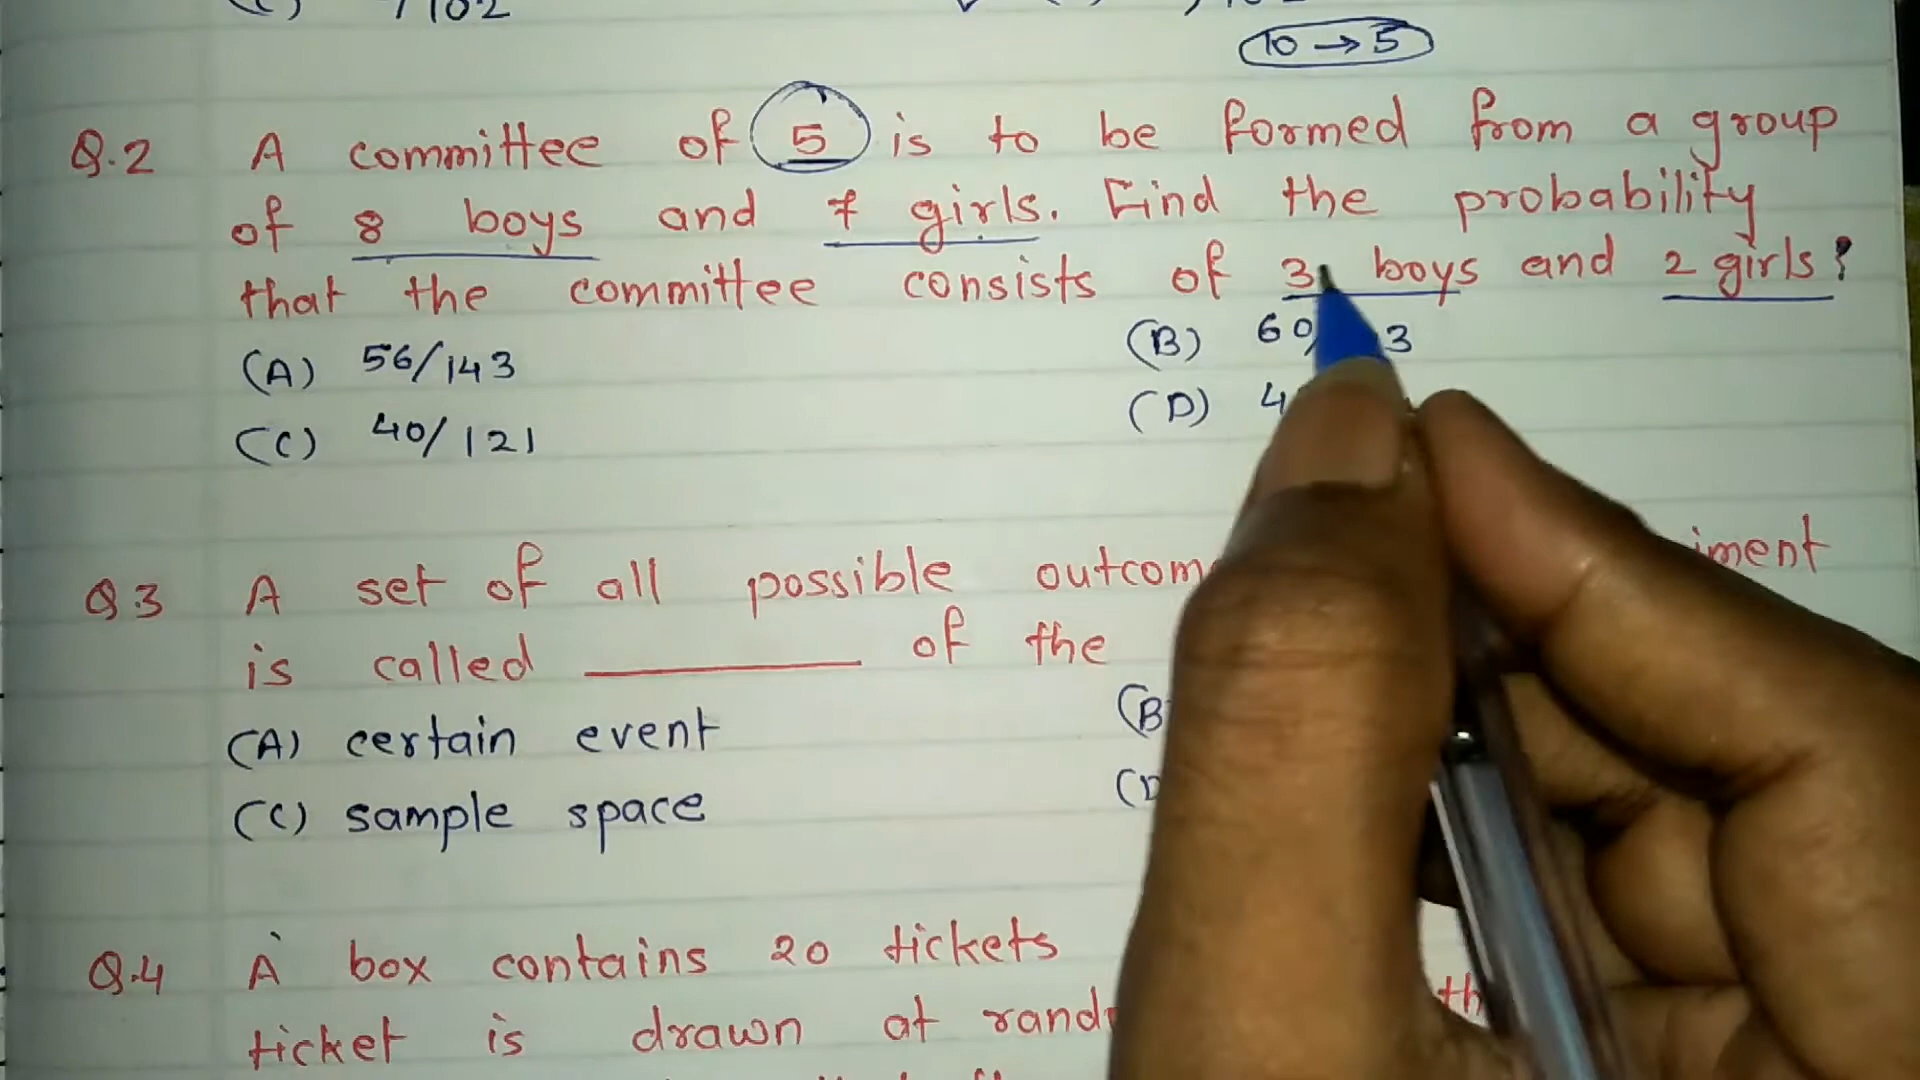 7/102
10 → 5
Q.2 A committee of 5 is to be formed from a group
of 8 boys and 7 girls. Find the probability
that the committee consists of 3 boys and 2 girls?
(A) 56/143 (B) 60/ 3
(C) 40/121 (D) 4
Q.3 A set of all possible
is called ________ of the
(A) certain event (B
(C) sample space (D
Q.4 A box contains 20 tickets
ticket is drawn at